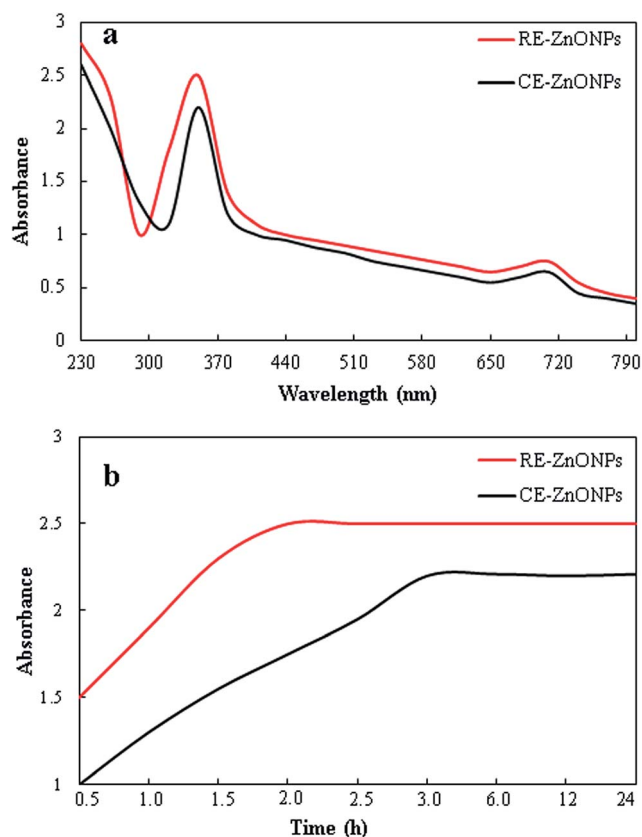 a
RE-ZnONPs
CE-ZnONPs
3
2.5
2
1.5
1
0.5
0
Absorbance
230 300 370 440 510 580 650 720 790
Wavelength (nm)
b
RE-ZnONPs
CE-ZnONPs
3
2.5
2
1.5
1
Absorbance
0.5 1.0 1.5 2.0 2.5 3.0 6.0 12 24
Time (h)